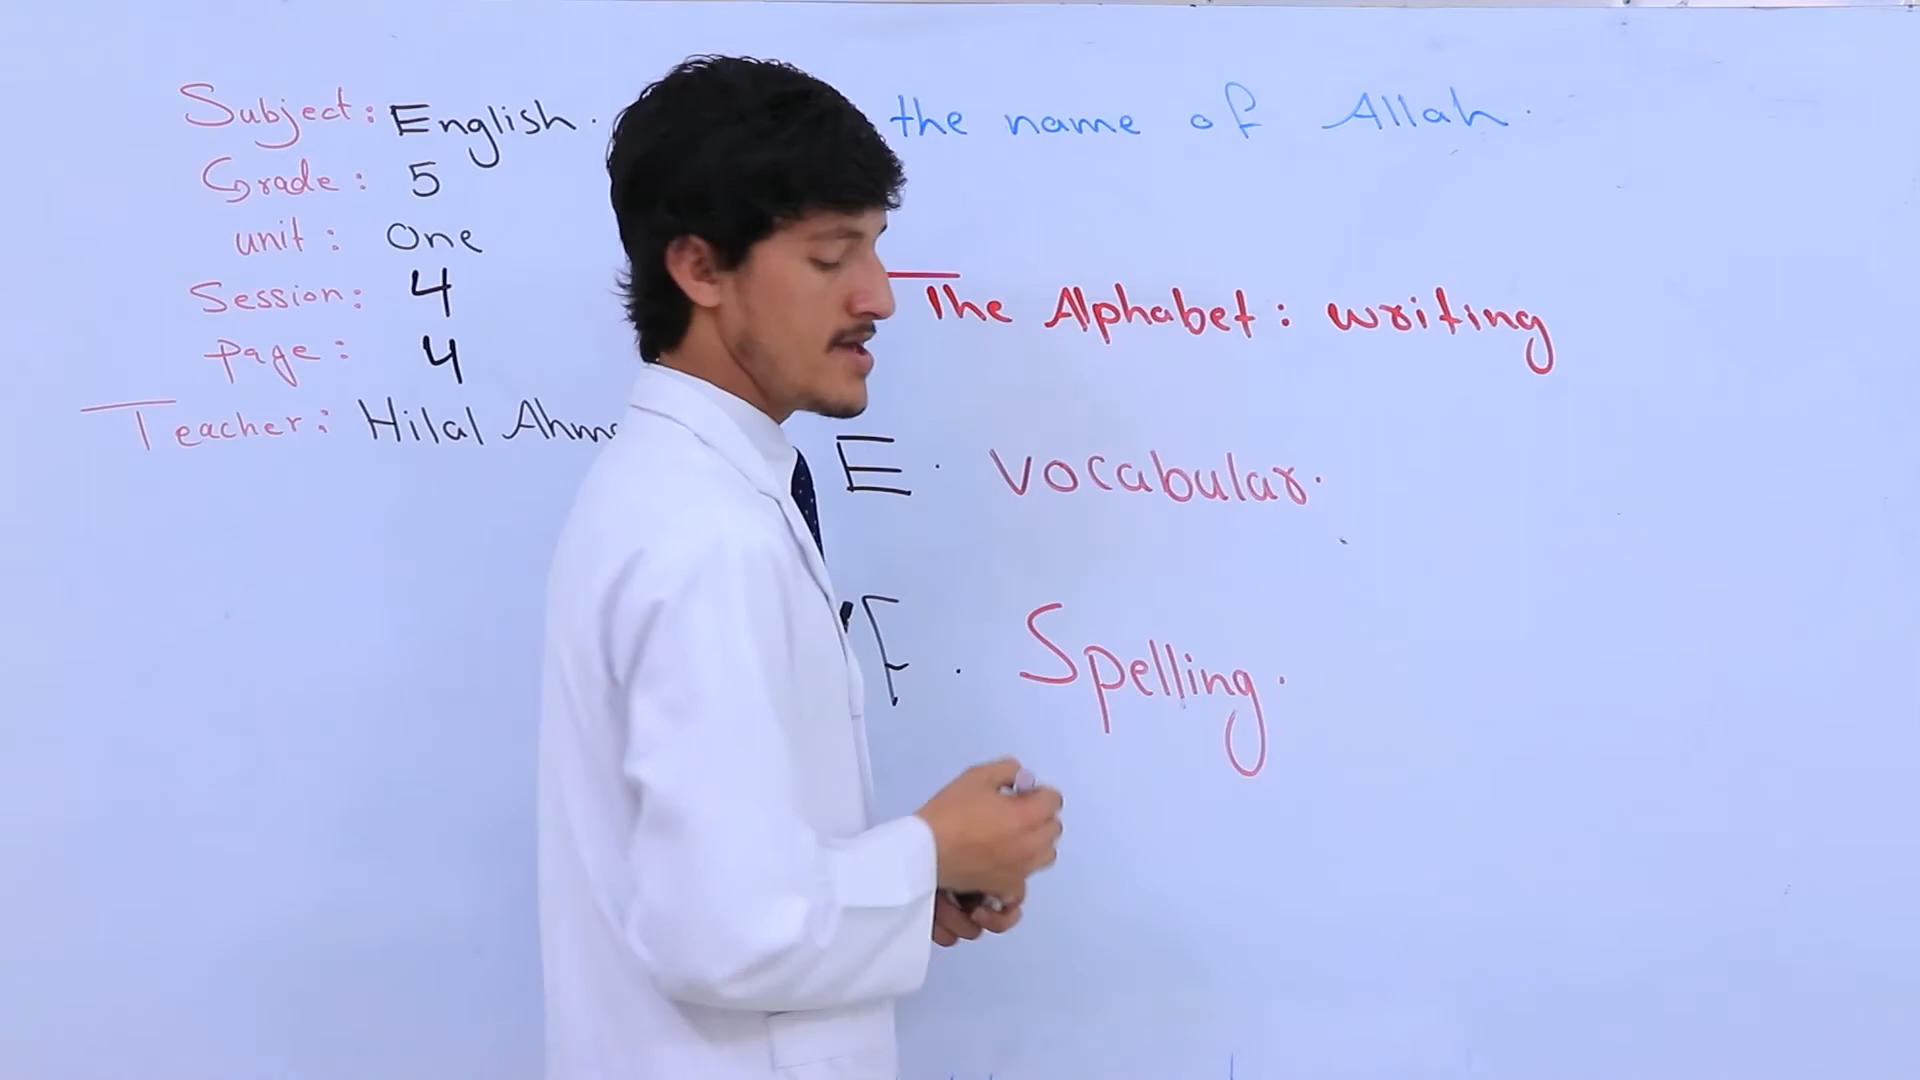 Subject: English.
Grade: 5
unit: One
Session: 4
page: 4
Teacher: Hilal
the name of Allah.
The Alphabet: writing
E. vocabular.
F. Spelling.